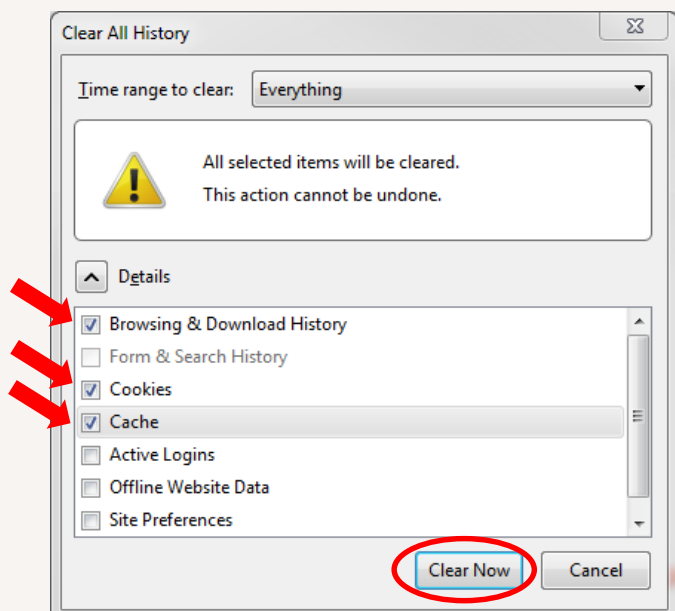 Clear All History
Time range to clear: Everything
All selected items will be cleared.
This action cannot be undone.
Details
Browsing & Download History
Form & Search History
Cookies
Cache
Active Logins
Offline Website Data
Site Preferences
Clear Now Cancel